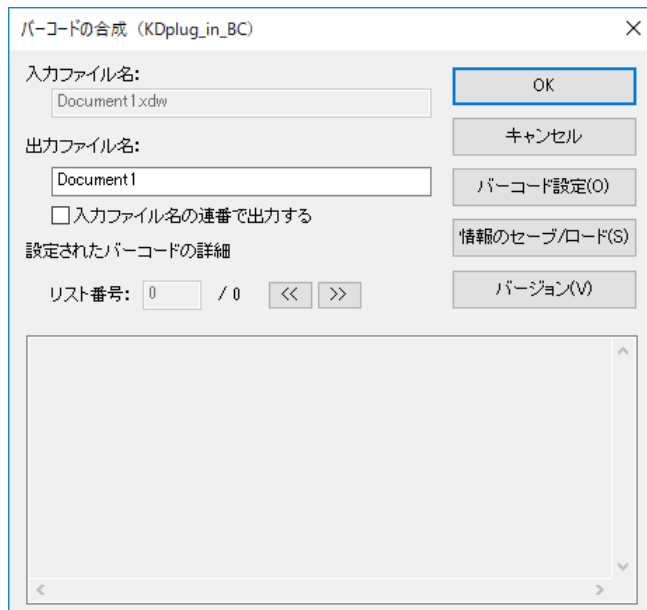 バーコードの合成 (KDplug_in_BC)
入力ファイル名:
Document1.xdw
OK
キャンセル
出力ファイル名:
Document1
バーコード設定(O)
入力ファイル名の連番で出力する
情報のセーブ/ロード(S)
設定されたバーコードの詳細
リスト番号: 0 / 0 << >>
バージョン(V)